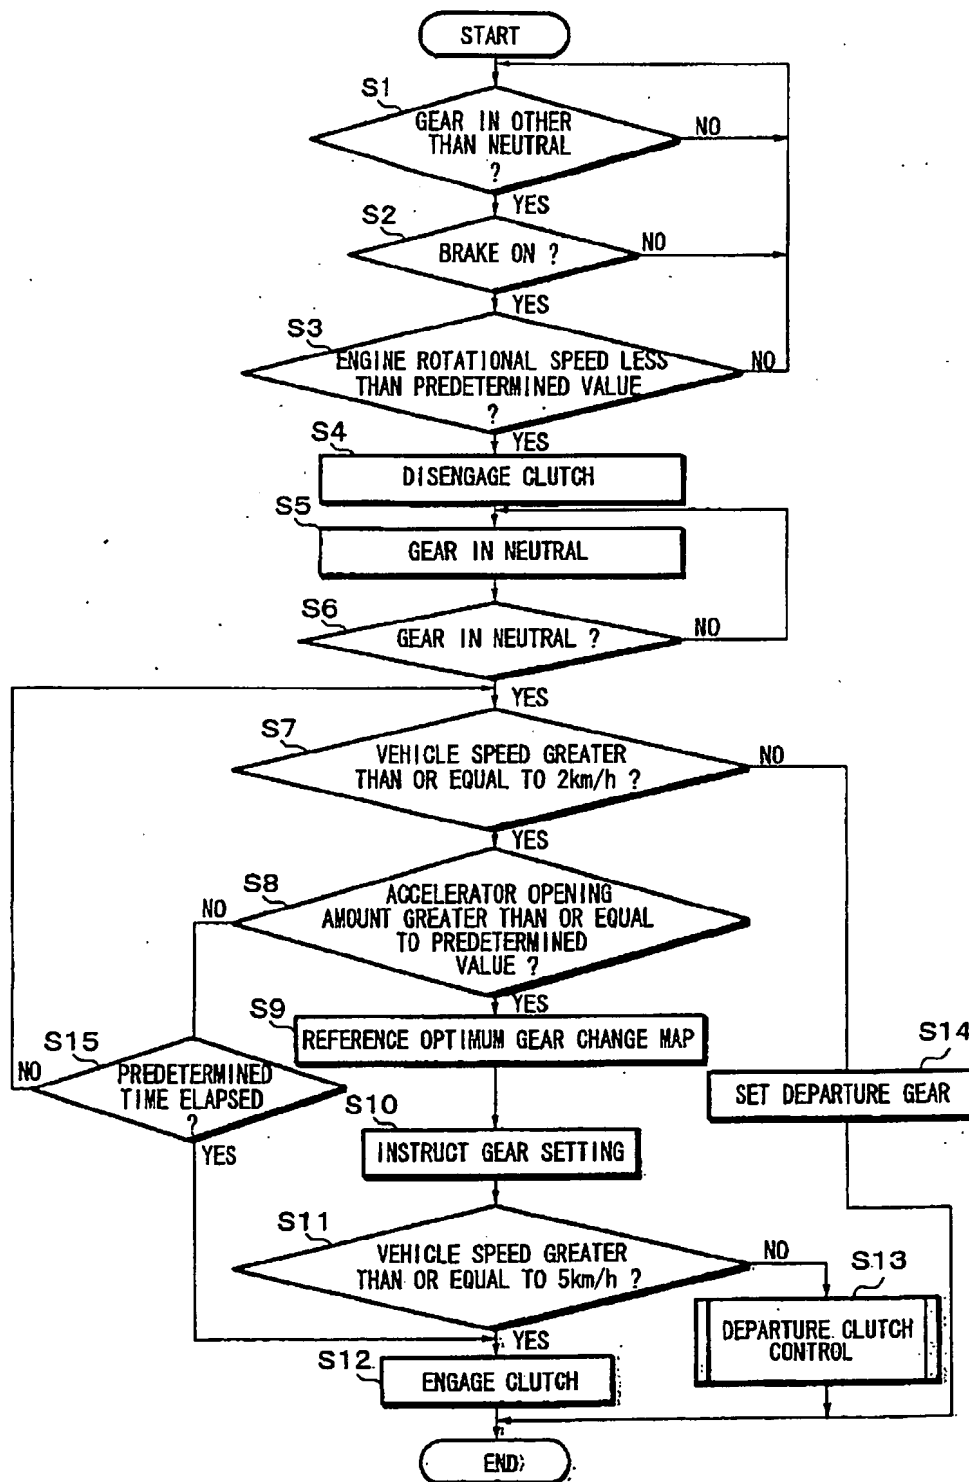 START
S1
GEAR IN OTHER
THAN NEUTRAL
?
NO
YES
S2
BRAKE ON ?
NO
YES
S3
ENGINE ROTATIONAL SPEED LESS
THAN PREDETERMINED VALUE
?
NO
YES
S4
DISENGAGE CLUTCH
S5
GEAR IN NEUTRAL
S6
GEAR IN NEUTRAL ?
NO
YES
S7
VEHICLE SPEED GREATER
THAN OR EQUAL TO 2km/h ?
NO
YES
S8
ACCELERATOR OPENING
AMOUNT GREATER THAN OR EQUAL
TO PREDETERMINED
VALUE ?
NO
YES
S9
REFERENCE OPTIMUM GEAR CHANGE MAP
S14
SET DEPARTURE GEAR
S15
PREDETERMINED
TIME ELAPSED
?
NO
YES
S10
INSTRUCT GEAR SETTING
S11
VEHICLE SPEED GREATER
THAN OR EQUAL TO 5km/h ?
NO
YES
S13
DEPARTURE CLUTCH
CONTROL
S12
ENGAGE CLUTCH
END